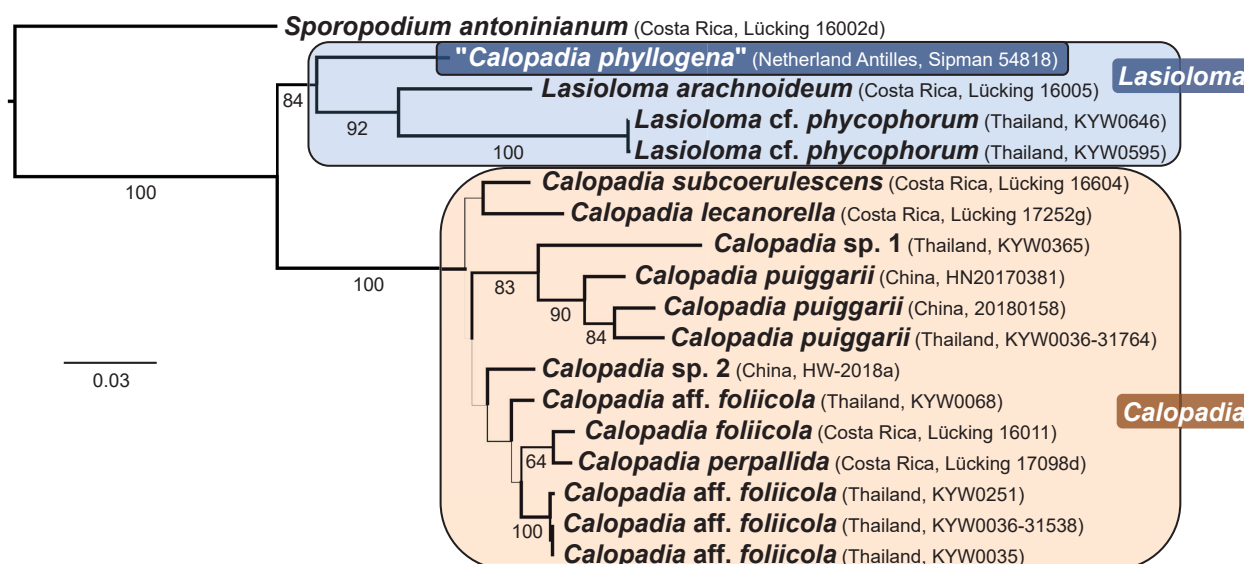 Sporopodium antoninianum (Costa Rica, Lücking 16002d)
"Calopadia phyllogena" (Netherland Antilles, Sipman 54818)
Lasioloma
Lasioloma arachnoideum (Costa Rica, Lücking 16005)
84
92
Lasioloma cf. phycophorum (Thailand, KYW0646)
100
Lasioloma cf. phycophorum (Thailand, KYW0595)
Calopadia subcoerulescens (Costa Rica, Lücking 16604)
100
Calopadia lecanorella (Costa Rica, Lücking 17252g)
Calopadia sp. 1 (Thailand, KYW0365)
100
83
Calopadia puiggarii (China, HN20170381)
90
Calopadia puiggarii (China, 20180158)
84
Calopadia puiggarii (Thailand, KYW0036-31764)
0.03
Calopadia sp. 2 (China, HW-2018a)
Calopadia aff. foliicola (Thailand, KYW0068)
Calopadia
Calopadia foliicola (Costa Rica, Lücking 16011)
64
Calopadia perpallida (Costa Rica, Lücking 17098d)
Calopadia aff. foliicola (Thailand, KYW0251)
100
Calopadia aff. foliicola (Thailand, KYW0036-31538)
Calopadia aff. foliicola (Thailand, KYW0035)